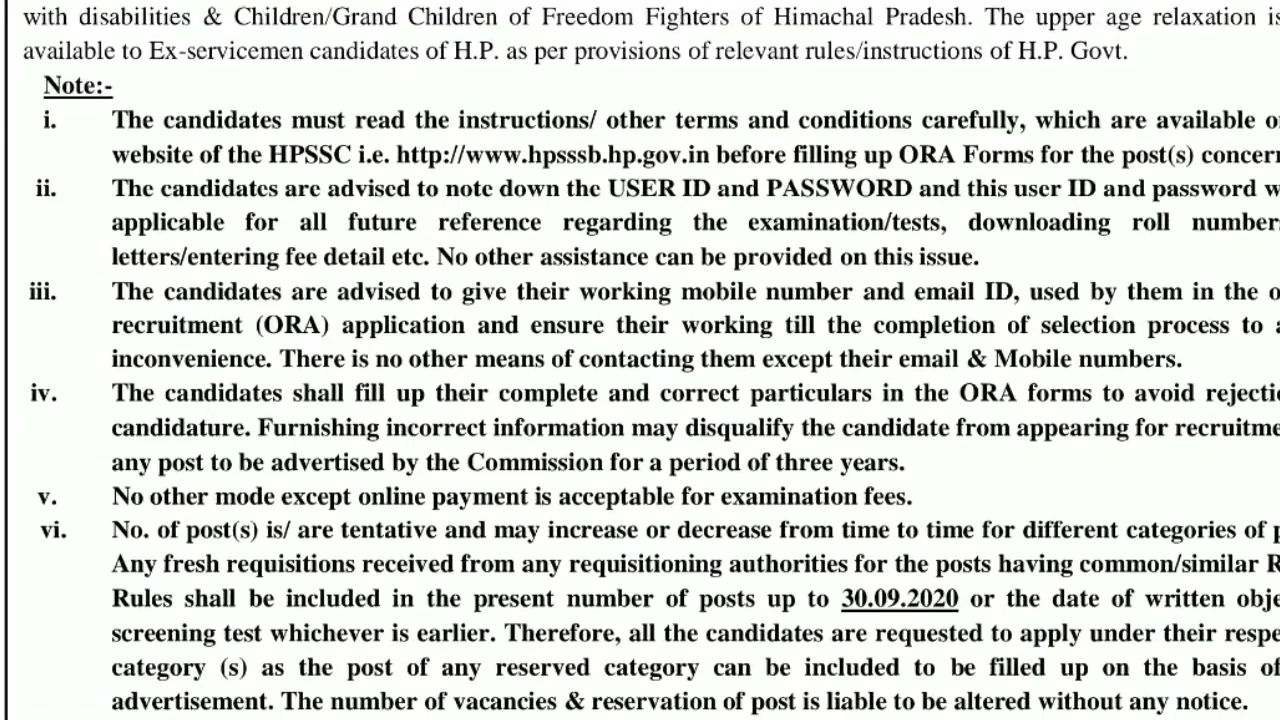 with disabilities & Children/Grand Children of Freedom Fighters of Himachal Pradesh. The upper age relaxation is
available to Ex-servicemen candidates of H.P. as per provisions of relevant rules/instructions of H.P. Govt.
Note:-
i. The candidates must read the instructions/ other terms and conditions carefully, which are available
website of the HPSSC i.e. http://www.hpsssb.hp.gov.in before filling up ORA Forms for the post(s)
ii. The candidates are advised to note down the USER ID and PASSWORD and this user ID and password
applicable for all future reference regarding the examination/tests, downloading roll number
letters/entering fee detail etc. No other assistance can be provided on this issue.
iii. The candidates are advised to give their working mobile number and email ID, used by them in the
recruitment (ORA) application and ensure their working till the completion of selection process to
inconvenience. There is no other means of contacting them except their email & Mobile numbers.
iv. The candidates shall fill up their complete and correct particulars in the ORA forms to avoid
candidature. Furnishing incorrect information may disqualify the candidate from appearing for
any post to be advertised by the Commission for a period of three years.
v. No other mode except online payment is acceptable for examination fees.
vi. No. of post(s) is/ are tentative and may increase or decrease from time to time for different categories of
Any fresh requisitions received from any requisitioning authorities for the posts having common/similar
Rules shall be included in the present number of posts up to 30.09.2020 or the date of written
screening test whichever is earlier. Therefore, all the candidates are requested to apply under their
category (s) as the post of any reserved category can be included to be filled up on the basis of
advertisement. The number of vacancies & reservation of post is liable to be altered without any notice.